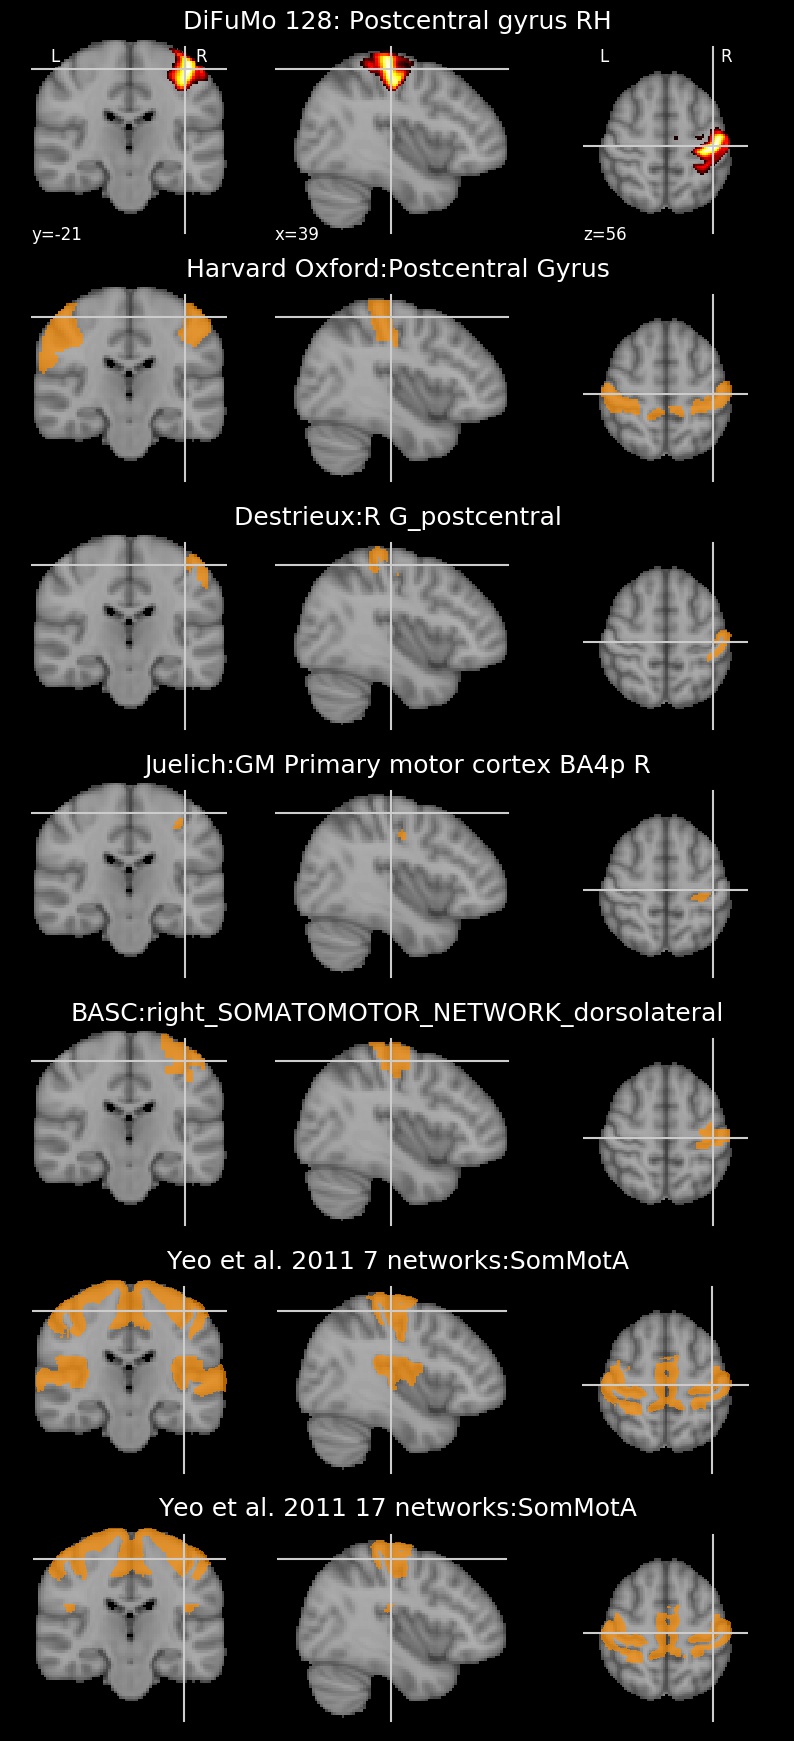 DiFuMo 128: Postcentral gyrus RH
L R L R
y=-21 x=39 z=56
Harvard Oxford:Postcentral Gyrus
Destrieux:R G_postcentral
Juelich:GM Primary motor cortex BA4p R
BASC:right_SOMATOMOTOR_NETWORK_dorsolateral
Yeo et al. 2011 7 networks:SomMotA
Yeo et al. 2011 17 networks:SomMotA